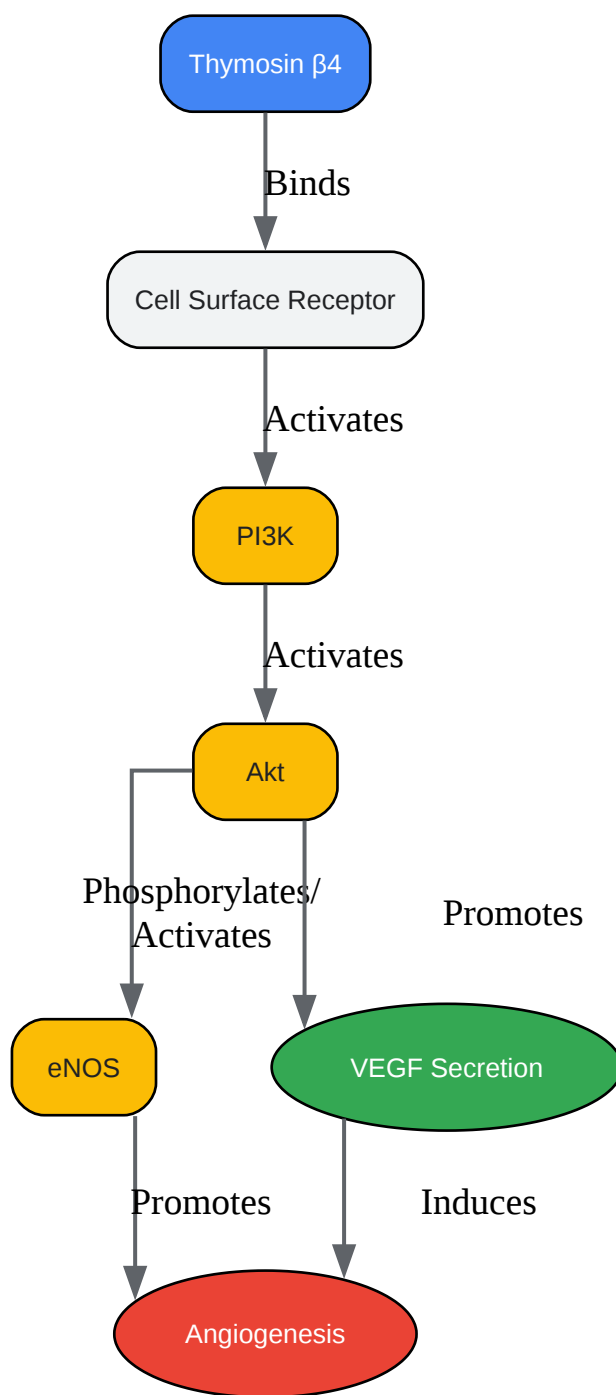 Thymosin β4
Binds
Cell Surface Receptor
Activates
PI3K
Activates
Akt
Phosphorylates/
Activates
Promotes
eNOS
VEGF Secretion
Promotes
Induces
Angiogenesis